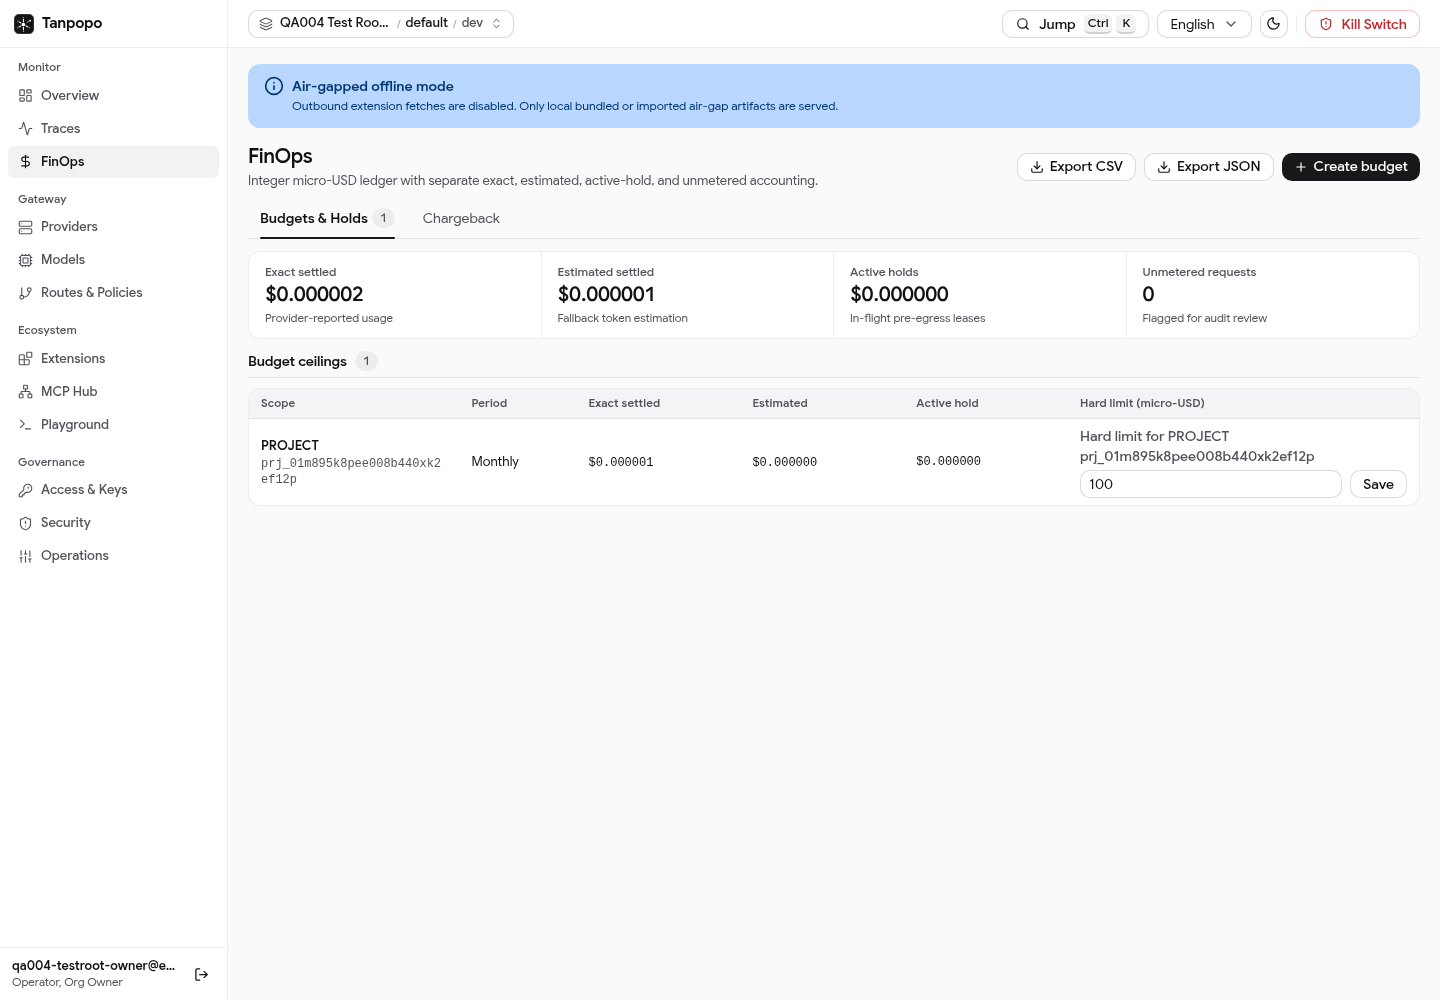 Tanpopo
QA004 Test Roo... / default / dev
Jump Ctrl K
English
Kill Switch
Monitor
Overview
Traces
FinOps
Gateway
Providers
Models
Routes & Policies
Ecosystem
Extensions
MCP Hub
Playground
Governance
Access & Keys
Security
Operations
qa004-testroot-owner@e...
Operator, Org Owner
Air-gapped offline mode
Outbound extension fetches are disabled. Only local bundled or imported air-gap artifacts are served.
FinOps
Integer micro-USD ledger with separate exact, estimated, active-hold, and unmetered accounting.
Export CSV
Export JSON
Create budget
Budgets & Holds 1
Chargeback
Exact settled
$0.000002
Provider-reported usage
Estimated settled
$0.000001
Fallback token estimation
Active holds
$0.000000
In-flight pre-egress leases
Unmetered requests
0
Flagged for audit review
Budget ceilings 1
Scope Period Exact settled Estimated Active hold Hard limit (micro-USD)
PROJECT
prj_01m895k8pee008b440xk2
ef12p
Monthly
$0.000001
$0.000000
$0.000000
Hard limit for PROJECT
prj_01m895k8pee008b440xk2ef12p
100
Save